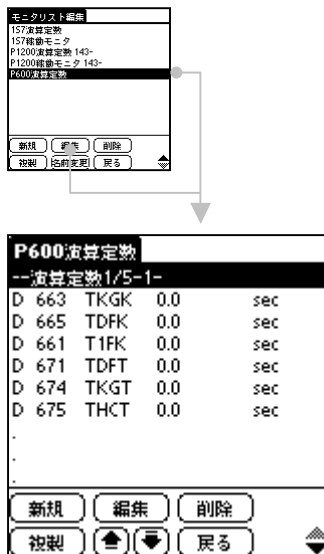 モニタリスト編集
157演算定数
157稼働モニタ
P1200演算定数 143-
P1200稼働モニタ 143-
P600演算定数
新規 編集 削除
複製 名前変更 戻る
P600演算定数
--演算定数1/5-1-
D 663 TKGK 0.0 sec
D 665 TDFK 0.0 sec
D 661 T1FK 0.0 sec
D 671 TDFT 0.0 sec
D 674 TKGT 0.0 sec
D 675 THCT 0.0 sec
.
.
.
新規 編集 削除
複製 戻る